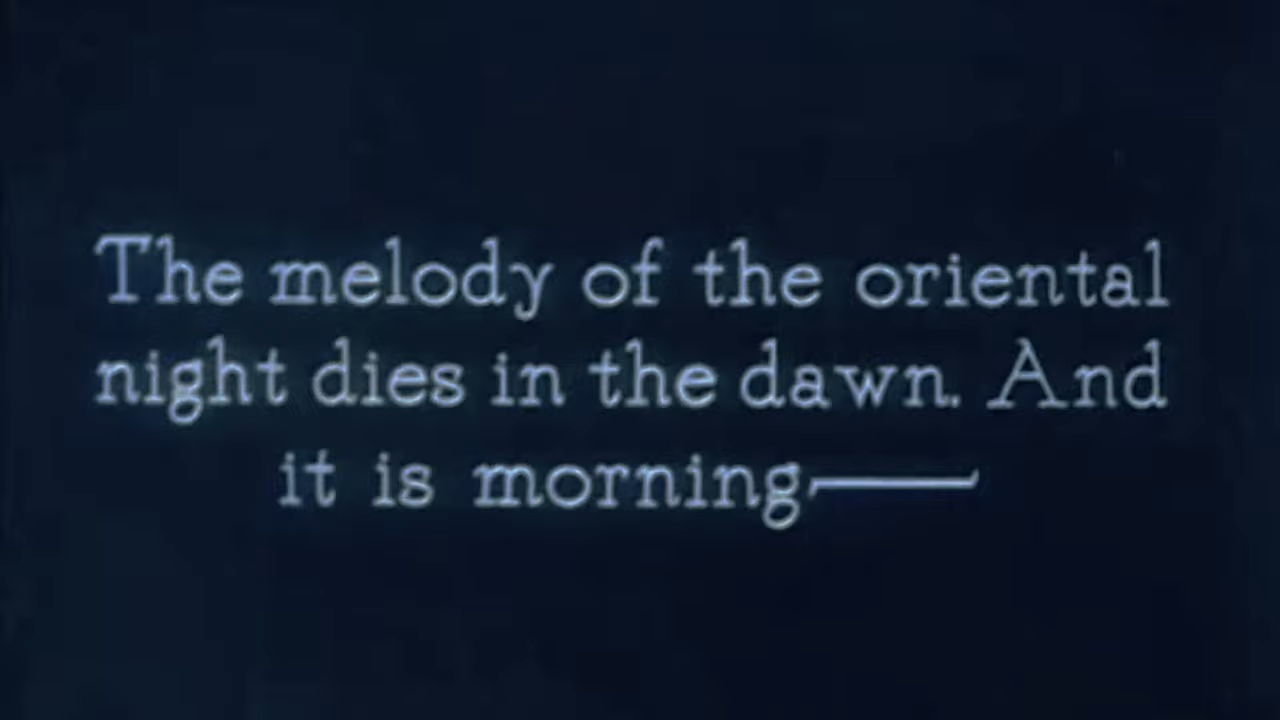 The melody of the oriental
night dies in the dawn. And
it is morning——